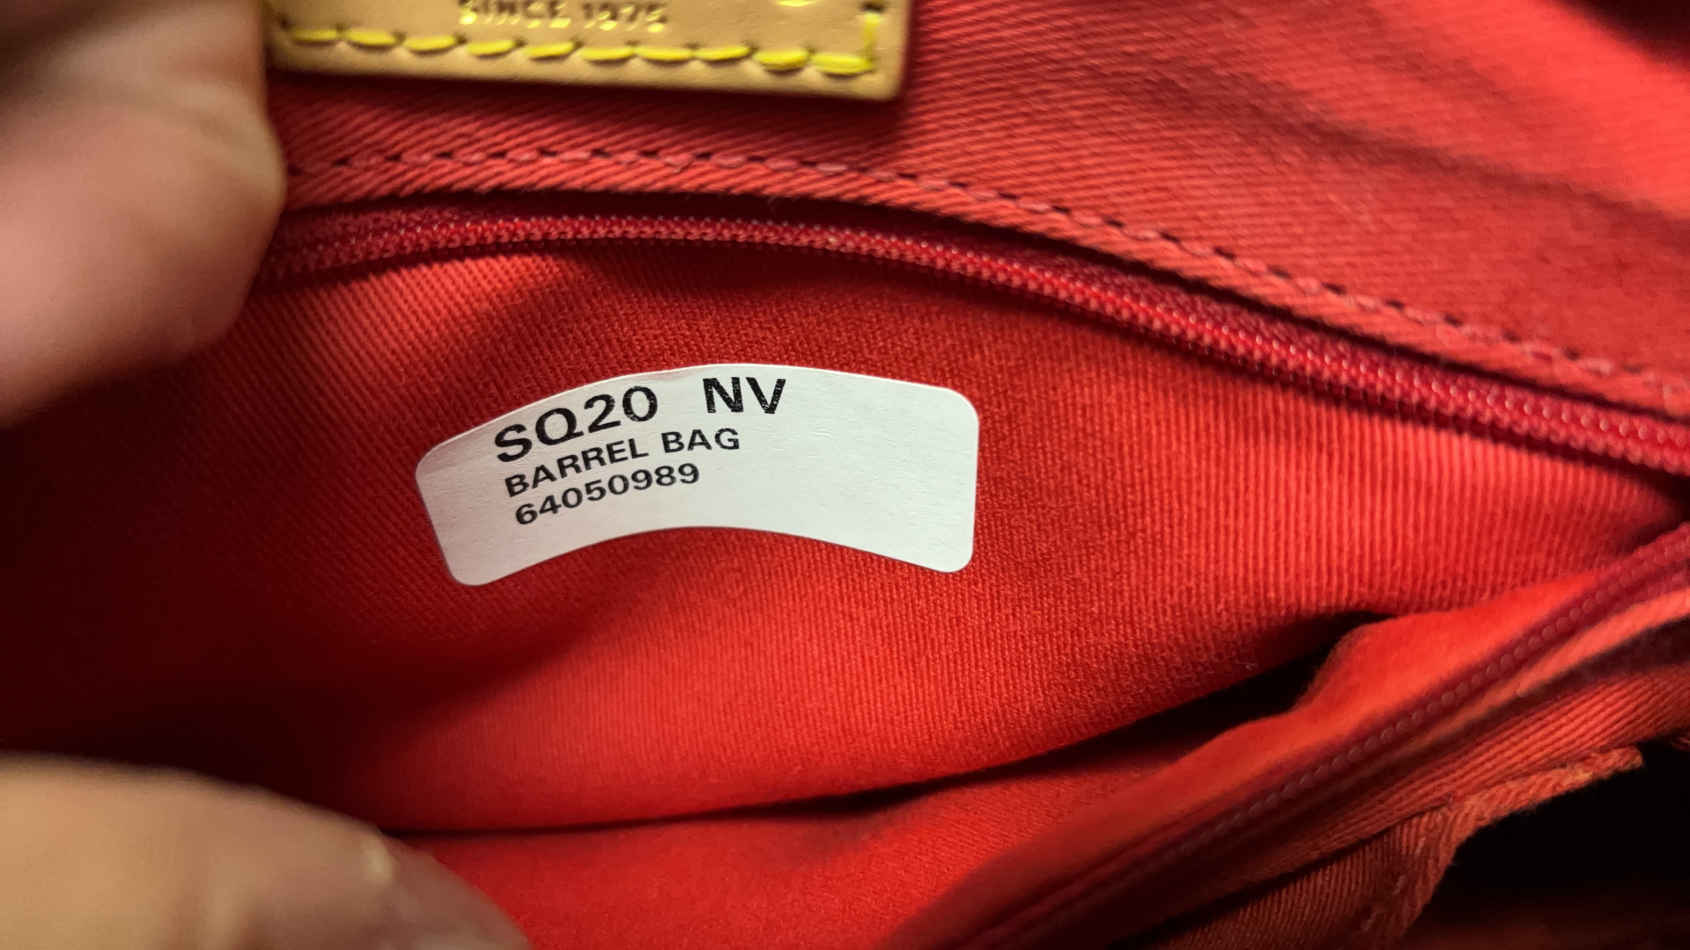 SINCE 1975
SQ20 NV
BARREL BAG
64050989